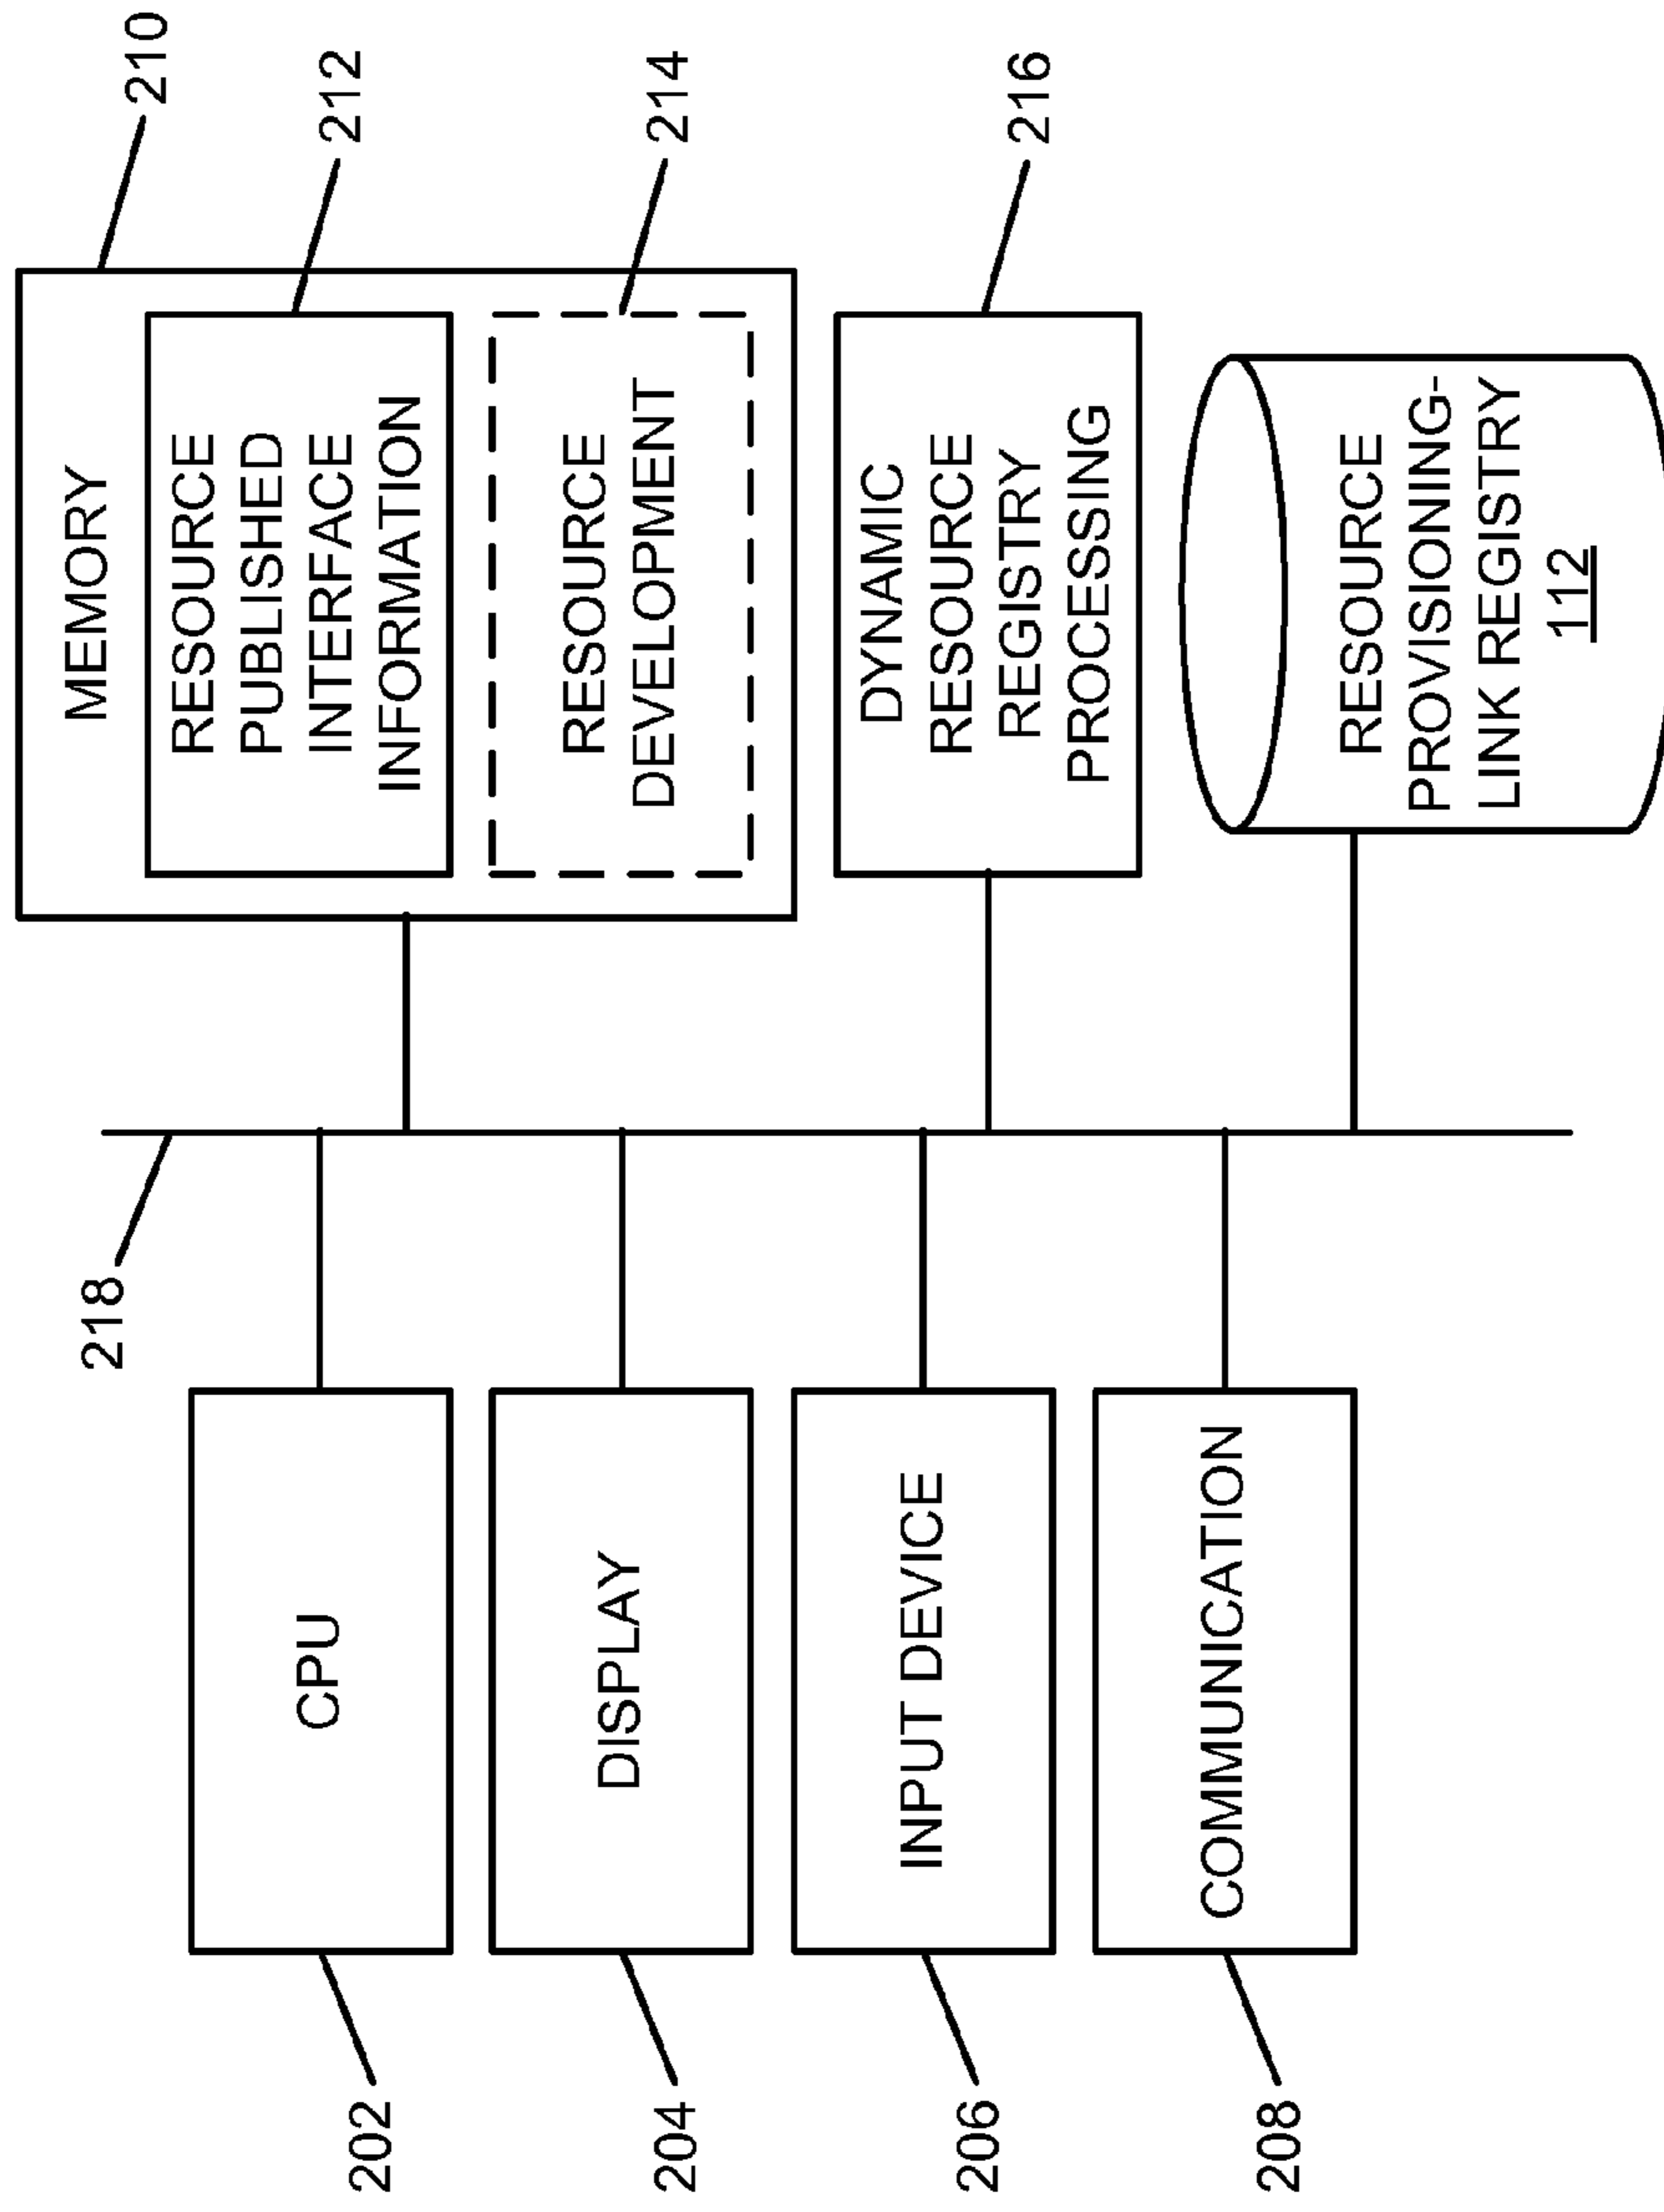 218
202
CPU
204
DISPLAY
206
INPUT DEVICE
208
COMMUNICATION
MEMORY
210
RESOURCE
PUBLISHED
INTERFACE
INFORMATION
212
RESOURCE
DEVELOPMENT
214
DYNAMIC
RESOURCE
REGISTRY
PROCESSING
216
RESOURCE
PROVISIONING-
LINK REGISTRY
112